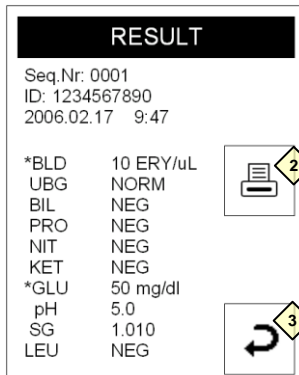 RESULT
Seq.Nr: 0001
ID: 1234567890
2006.02.17 9:47
*BLD 10 ERY/uL
2
UBG NORM
BIL NEG
PRO NEG
NIT NEG
KET NEG
*GLU 50 mg/dl
pH 5.0
3
SG 1.010
LEU NEG